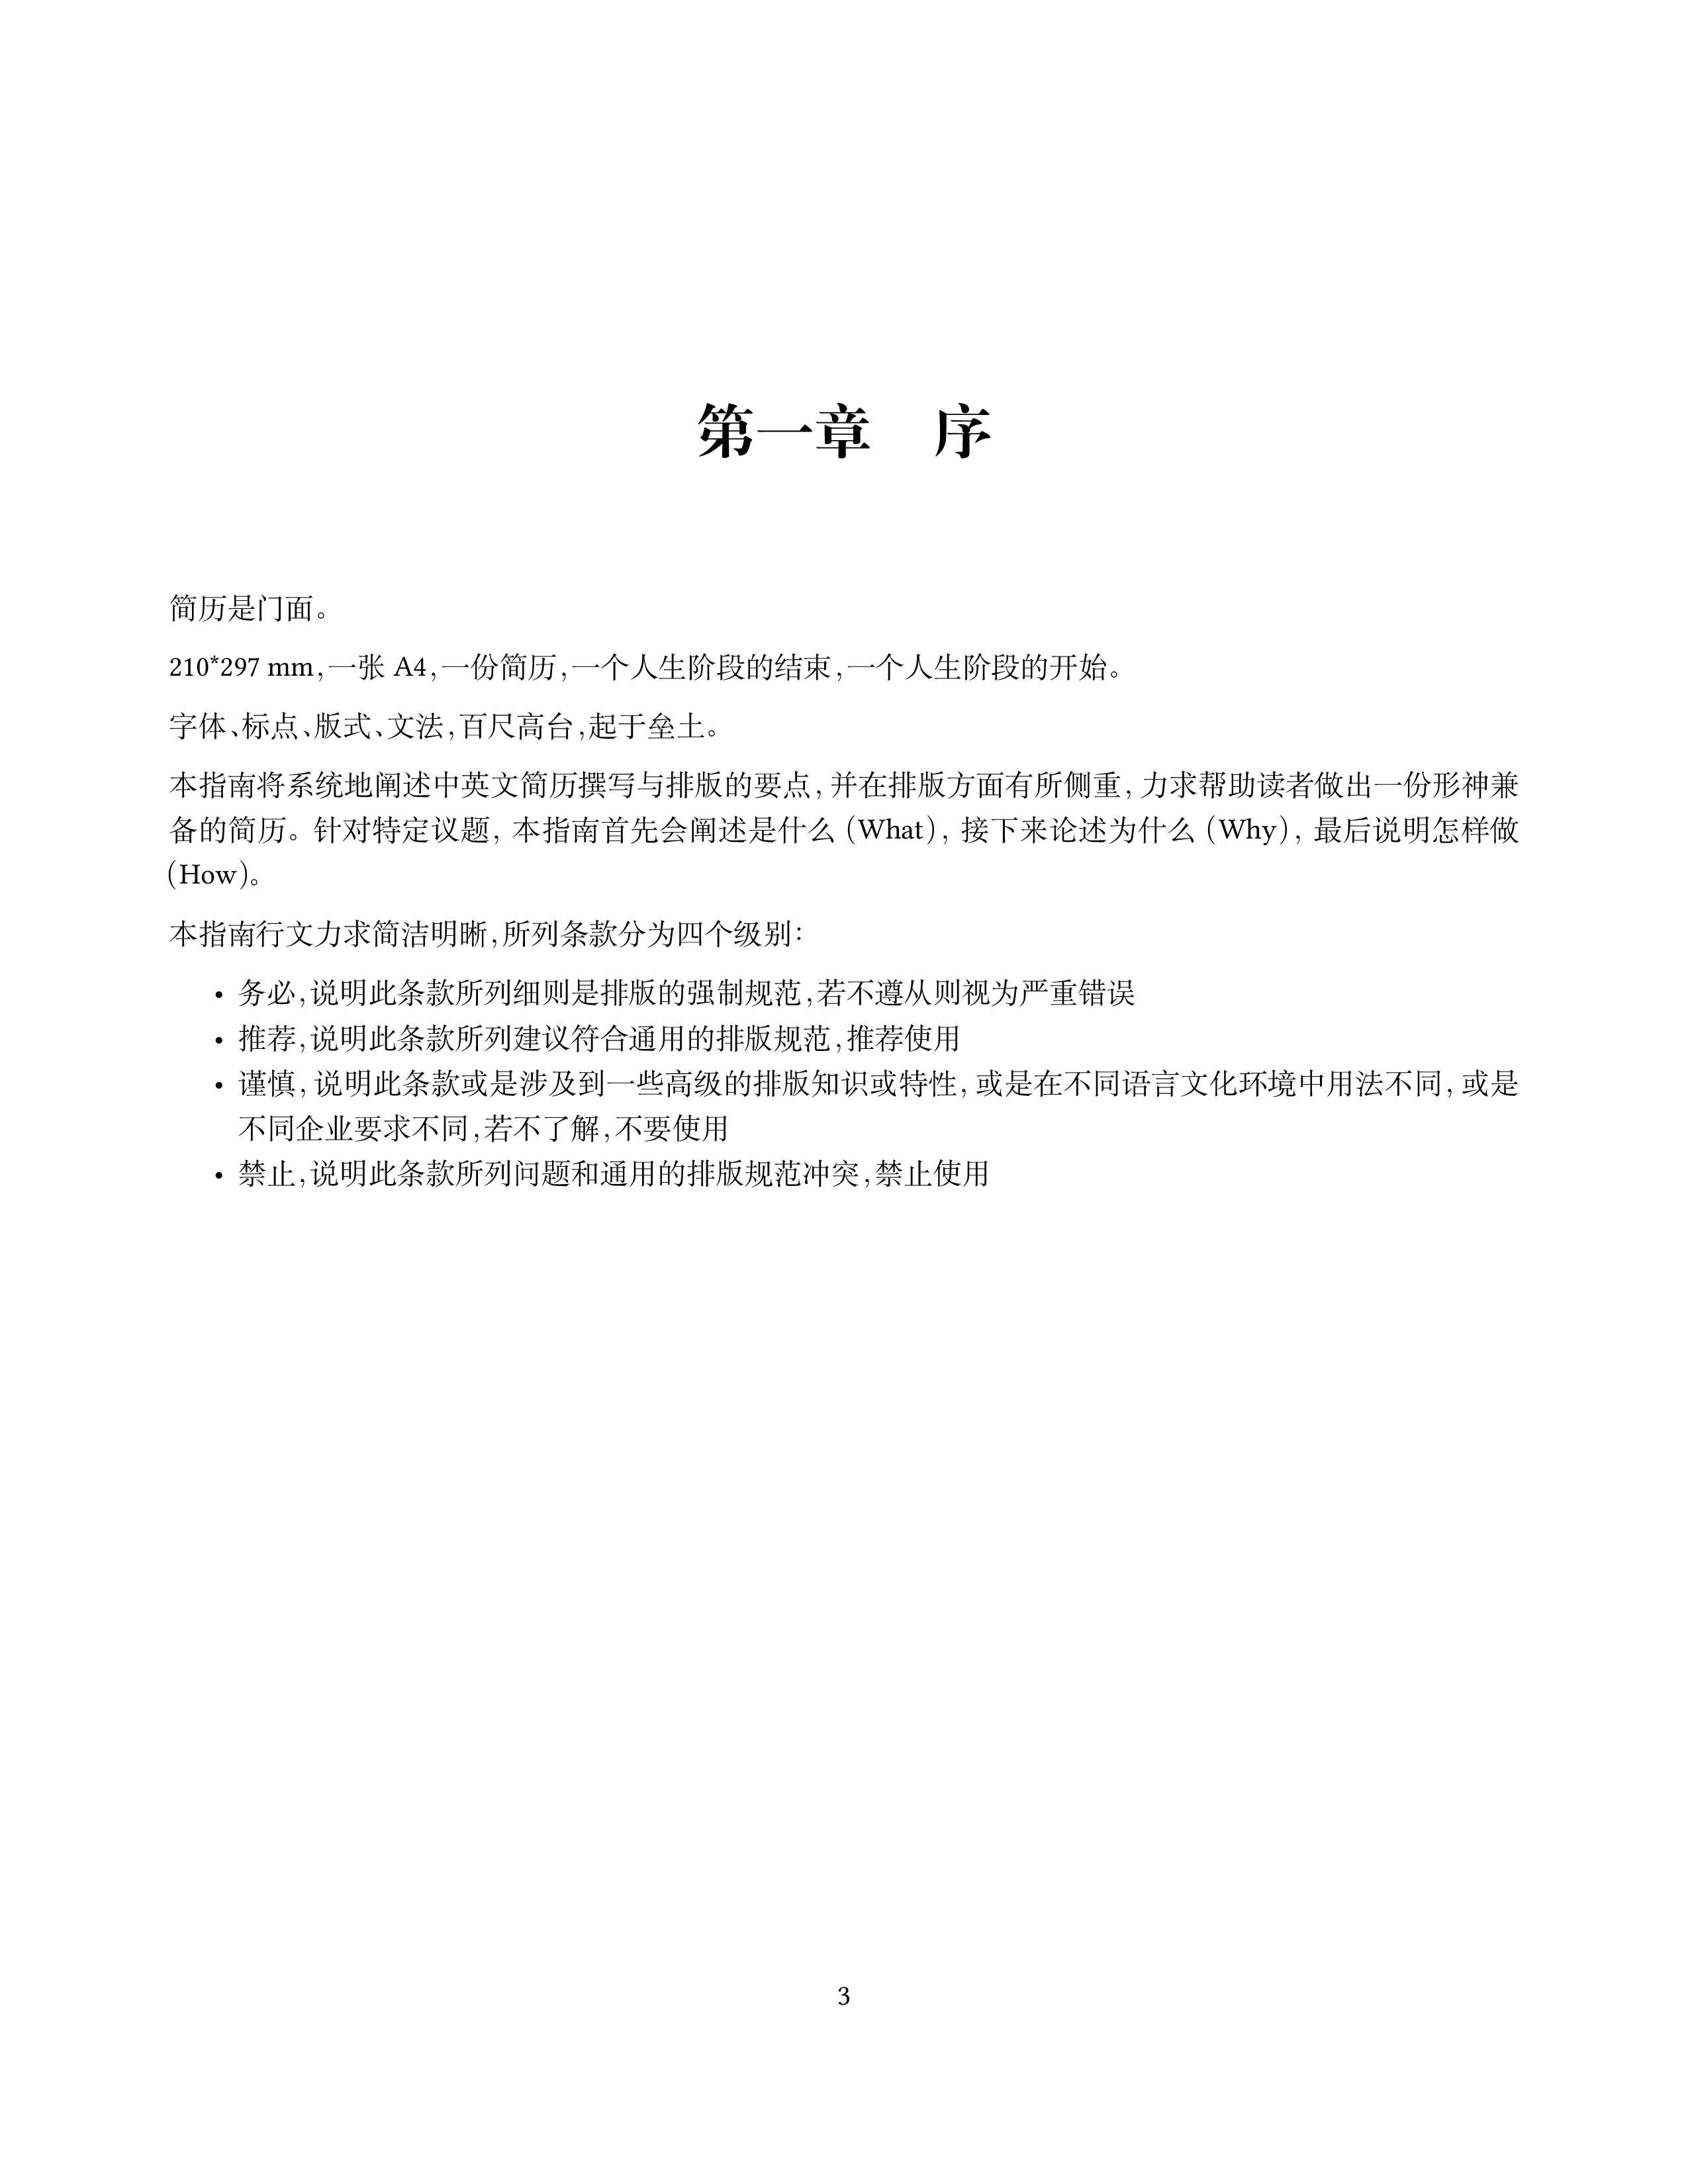 第一章　序
简历是门面。
210*297 mm，一张 A4，一份简历，一个人生阶段的结束，一个人生阶段的开始。
字体、标点、版式、文法，百尺高台，起于垒土。
本指南将系统地阐述中英文简历撰写与排版的要点，并在排版方面有所侧重，力求帮助读者做出一份形神兼
备的简历。针对特定议题，本指南首先会阐述是什么（What），接下来论述为什么（Why），最后说明怎样做
（How）。
本指南行文力求简洁明晰，所列条款分为四个级别：
• 务必，说明此条款所列细则是排版的强制规范，若不遵从则视为严重错误
• 推荐，说明此条款所列建议符合通用的排版规范，推荐使用
• 谨慎，说明此条款或是涉及到一些高级的排版知识或特性，或是在不同语言文化环境中用法不同，或是
不同企业要求不同，若不了解，不要使用
• 禁止，说明此条款所列问题和通用的排版规范冲突，禁止使用
3